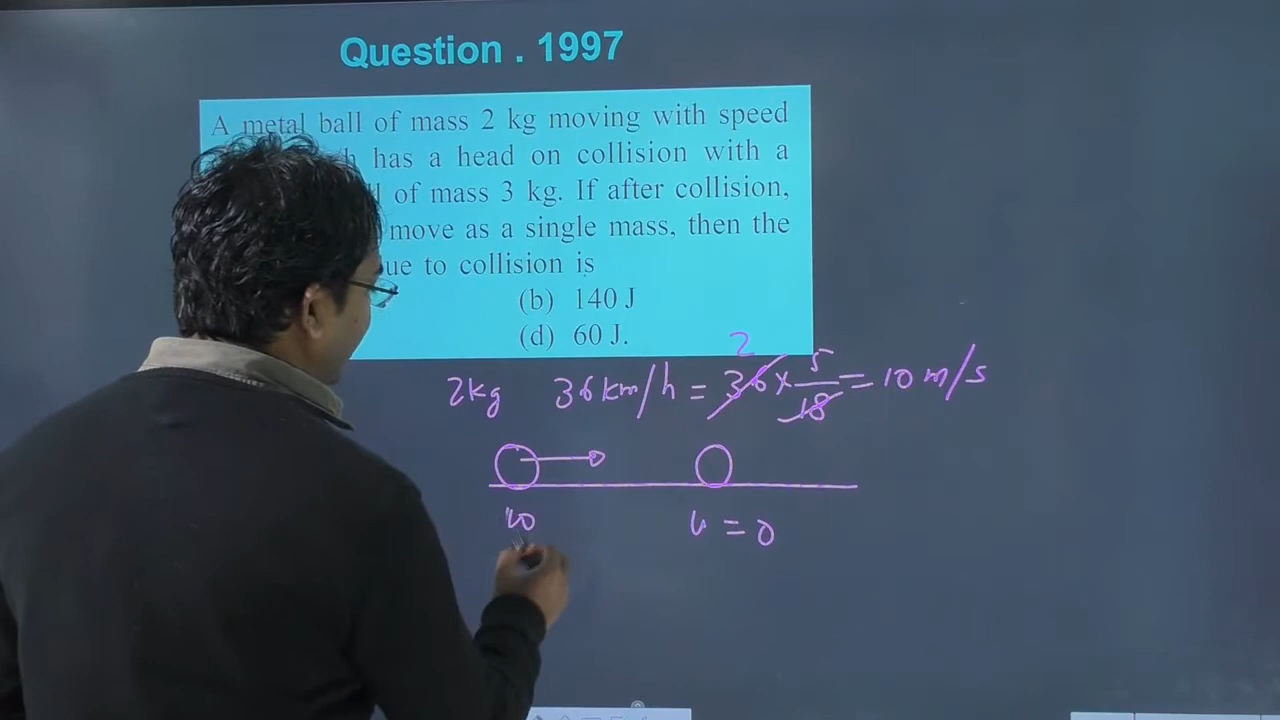 Question . 1997
A metal ball of mass 2 kg moving with speed
has a head on collision with a
of mass 3 kg. If after collision,
move as a single mass, then the
to collision is
(b) 140 J
(d) 60 J.
2kg 36km/h = 36 × 5/18 = 10 m/s
2
u = 0